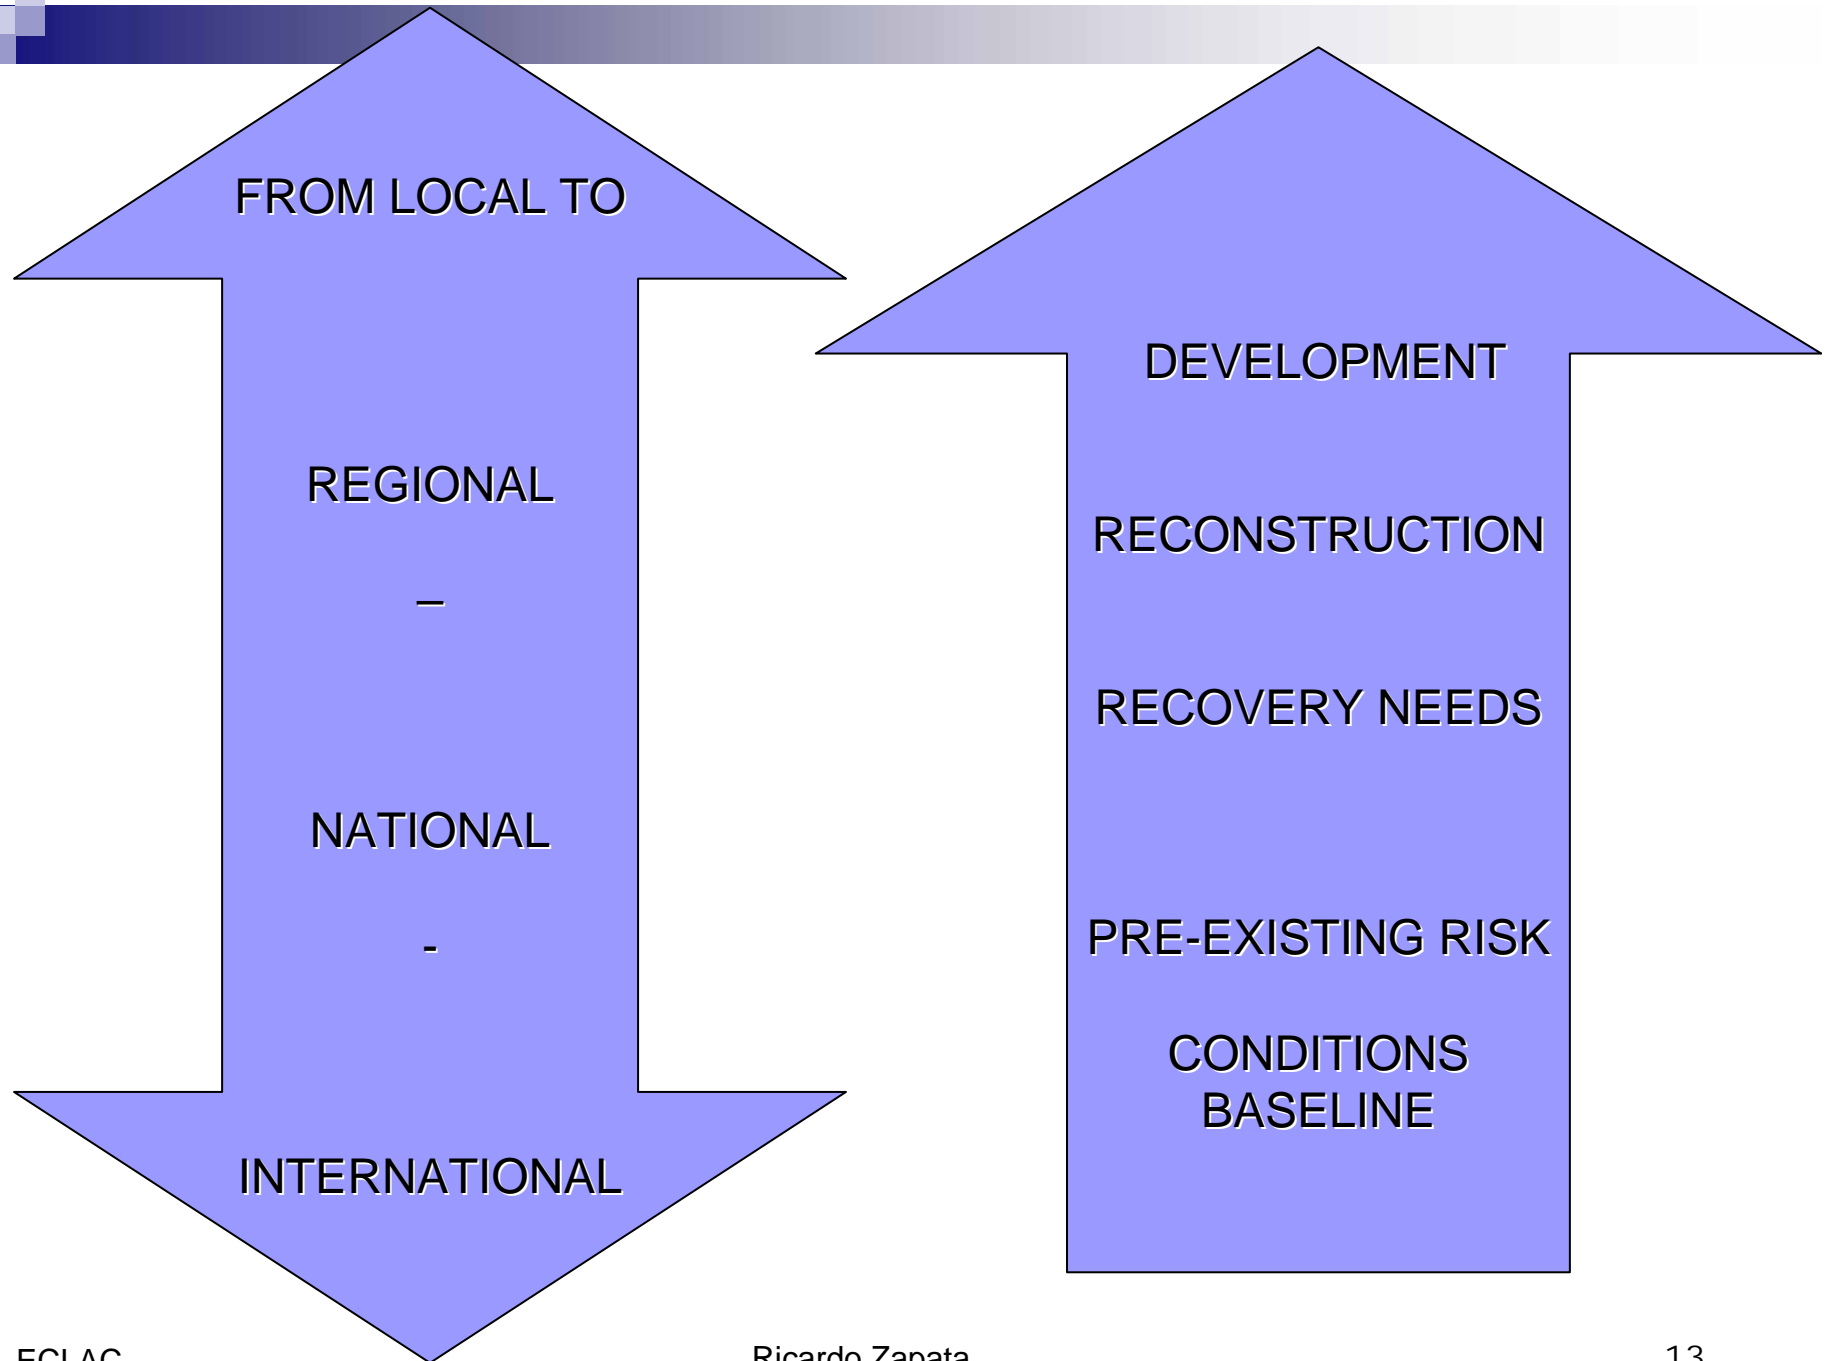 FROM LOCAL TO
REGIONAL
–
NATIONAL
-
INTERNATIONAL
DEVELOPMENT
RECONSTRUCTION
RECOVERY NEEDS
PRE-EXISTING RISK
CONDITIONS
BASELINE
ECLAC
Ricardo Zapata
13